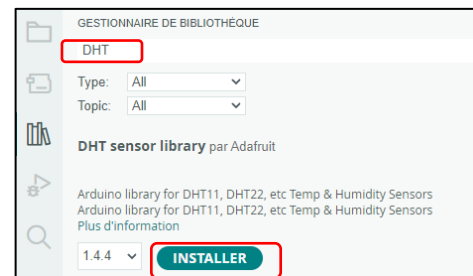 GESTIONNAIRE DE BIBLIOTHÈQUE
DHT
Type: All
Topic: All
DHT sensor library par Adafruit
Arduino library for DHT11, DHT22, etc Temp & Humidity Sensors
Arduino library for DHT11, DHT22, etc Temp & Humidity Sensors
Plus d'information
1.4.4 INSTALLER